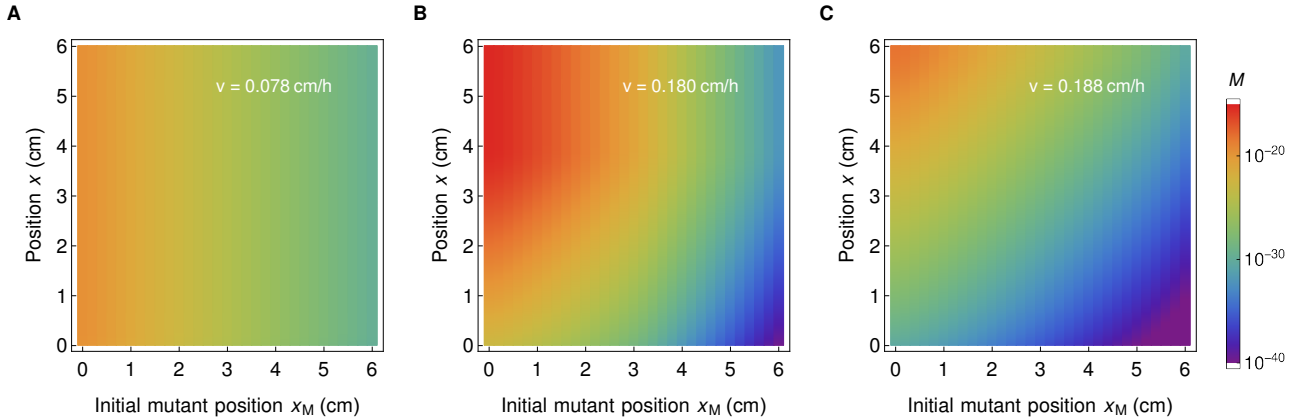 A
B
C
v = 0.078 cm/h
v = 0.180 cm/h
v = 0.188 cm/h
Position x (cm)
6
5
4
3
2
1
0
0 1 2 3 4 5 6
Initial mutant position xM (cm)
Position x (cm)
6
5
4
3
2
1
0
0 1 2 3 4 5 6
Initial mutant position xM (cm)
Position x (cm)
6
5
4
3
2
1
0
0 1 2 3 4 5 6
Initial mutant position xM (cm)
M
10−20
10−30
10−40